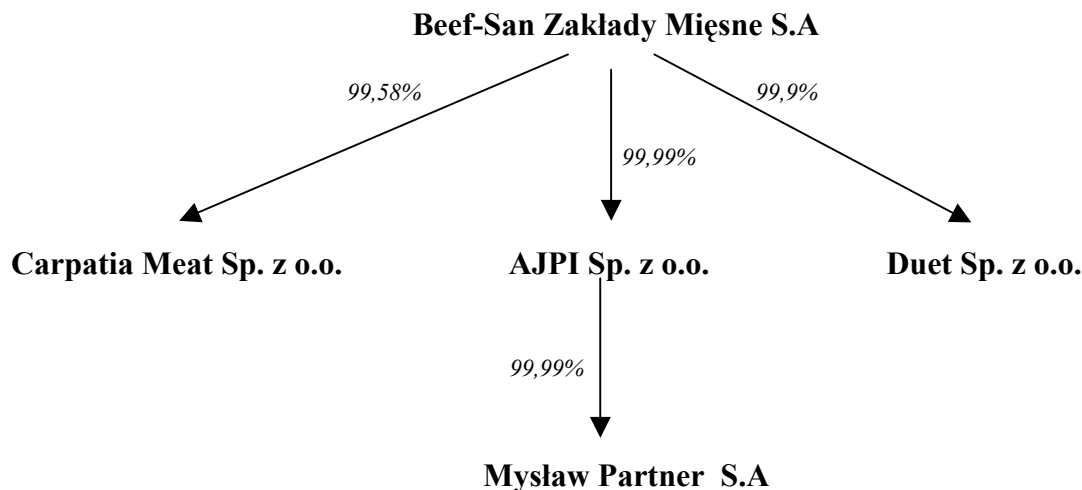 Beef-San Zakłady Mięsne S.A
99,58%
99,9%
99,99%
Carpatia Meat Sp. z o.o.
AJPI Sp. z o.o.
Duet Sp. z o.o.
99,99%
Mysław Partner S.A